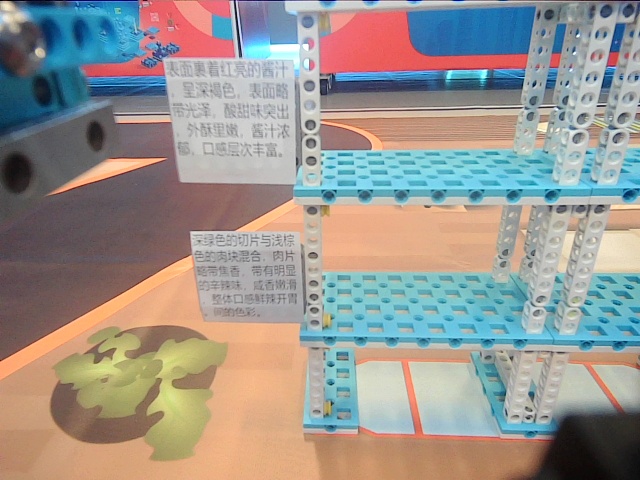 表面裹着红亮的酱汁
，呈深褐色，表面略
带光泽，酸甜味突出
，外酥里嫩，酱汁浓
郁，口感层次丰富。
深绿色的切片与浅棕
色的肉块混合，肉片
略带焦香，带有明显
的辛辣味，咸香嫩滑
，整体口感鲜辣开胃
间的色彩。